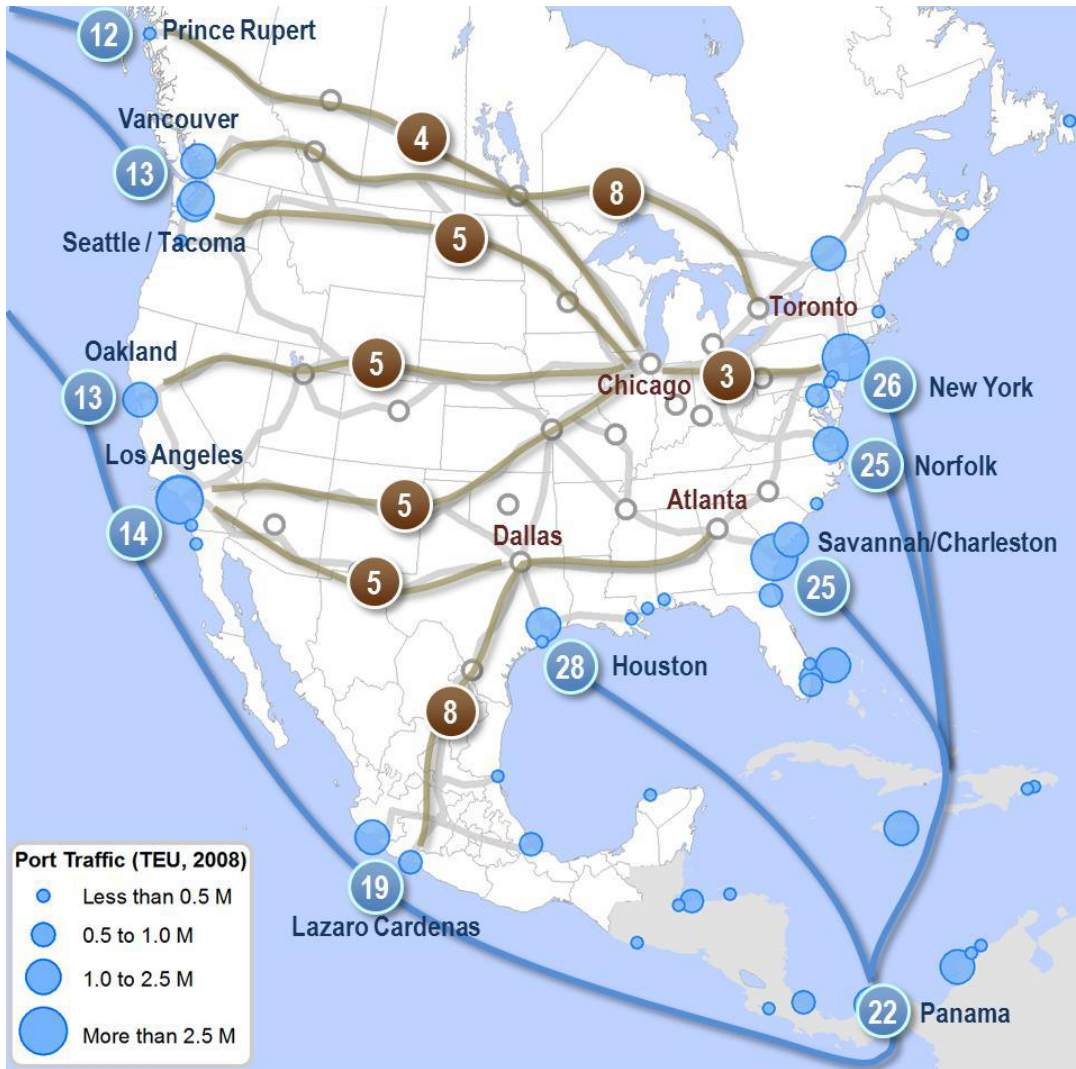 12
Prince Rupert
Vancouver
4
13
8
Seattle / Tacoma
5
Toronto
Oakland
5
Chicago
3
13
26
New York
Los Angeles
25
Norfolk
5
Atlanta
14
Dallas
Savannah/Charleston
5
25
28
Houston
8
Port Traffic (TEU, 2008)
Less than 0.5 M
0.5 to 1.0 M
1.0 to 2.5 M
More than 2.5 M
19
Lazaro Cardenas
22
Panama